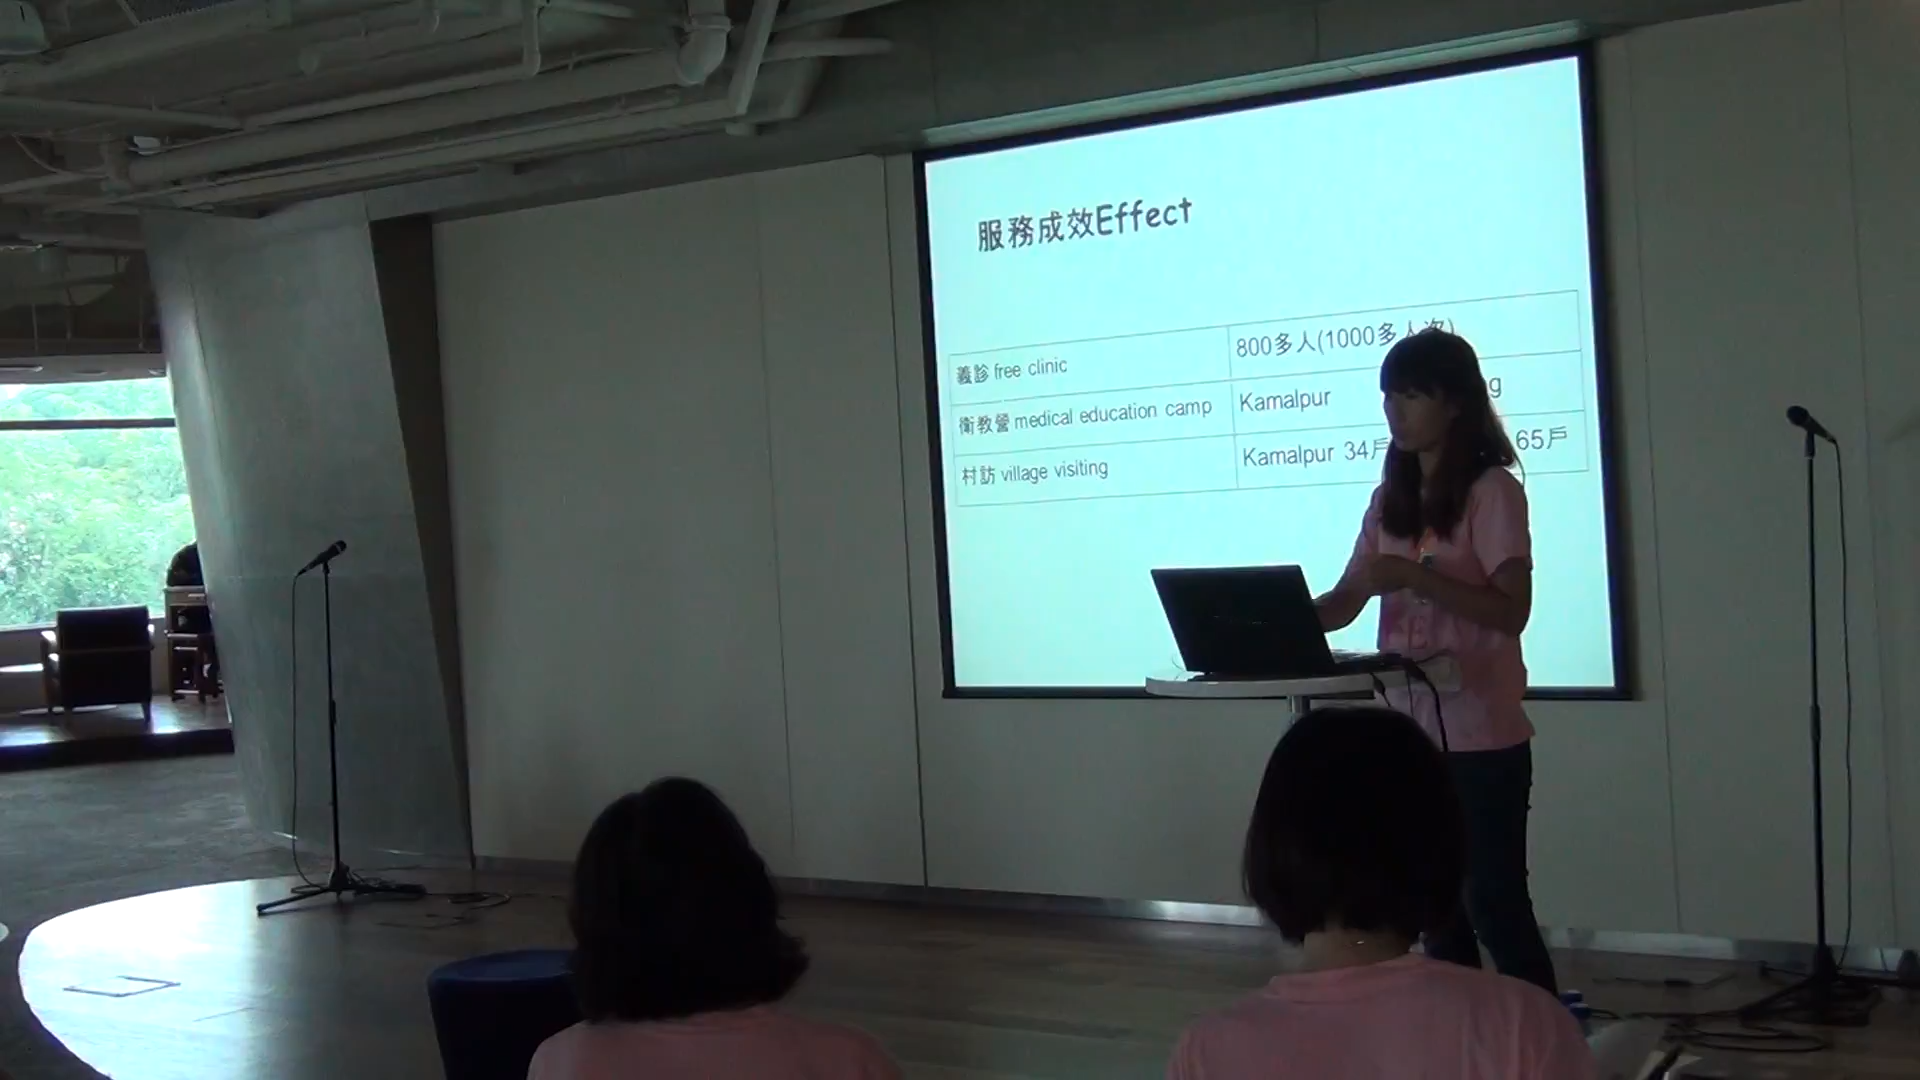 服務成效Effect
義診 free clinic 800多人(1000多人次)
衛教營 medical education camp Kamalpur
村訪 village visiting Kamalpur 34戶 65戶